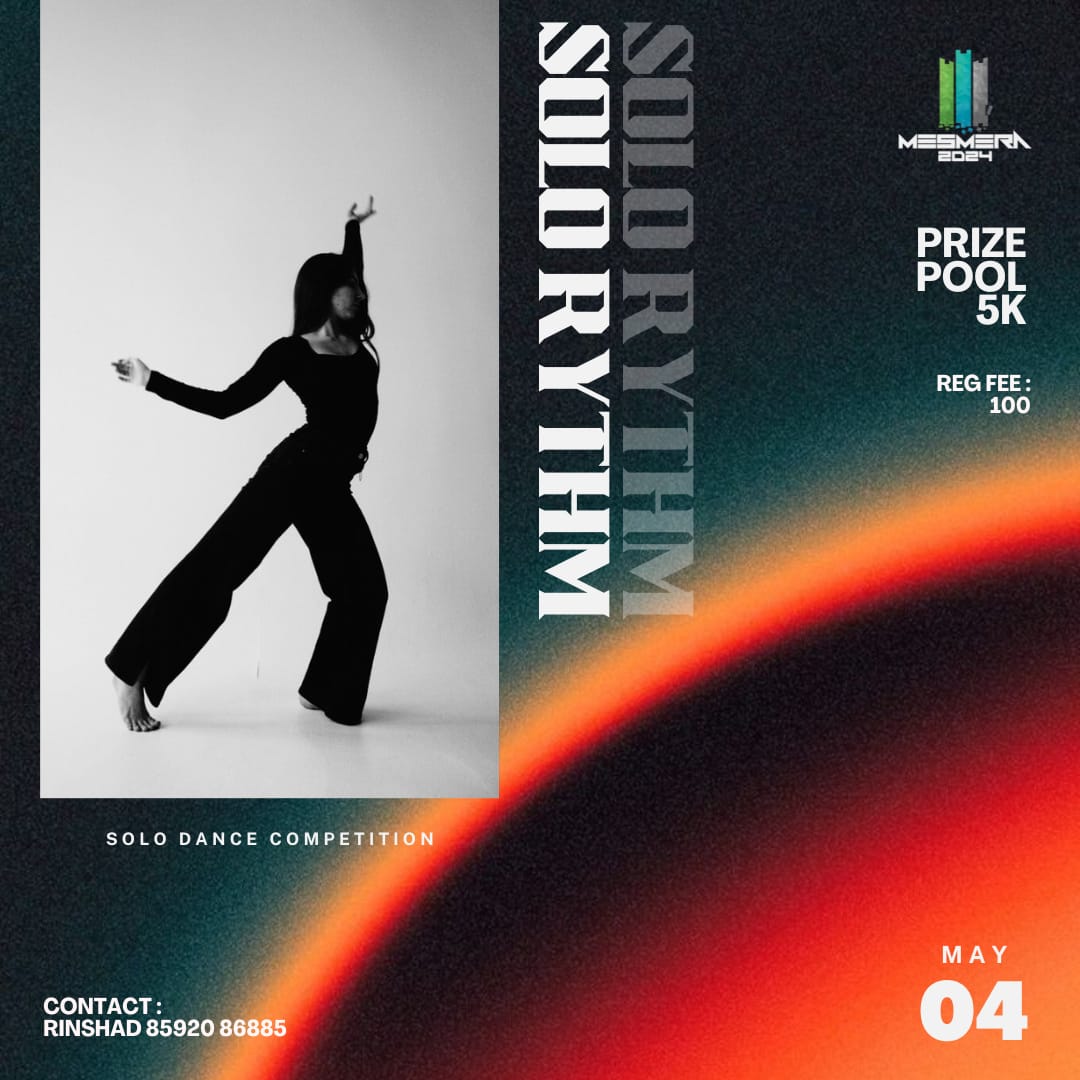 SOLO RYTHM
SOLO RYTHM
MESMERA
2024
PRIZE
POOL
5K
REG FEE :
100
SOLO DANCE COMPETITION
MAY
04
CONTACT :
RINSHAD 85920 86885